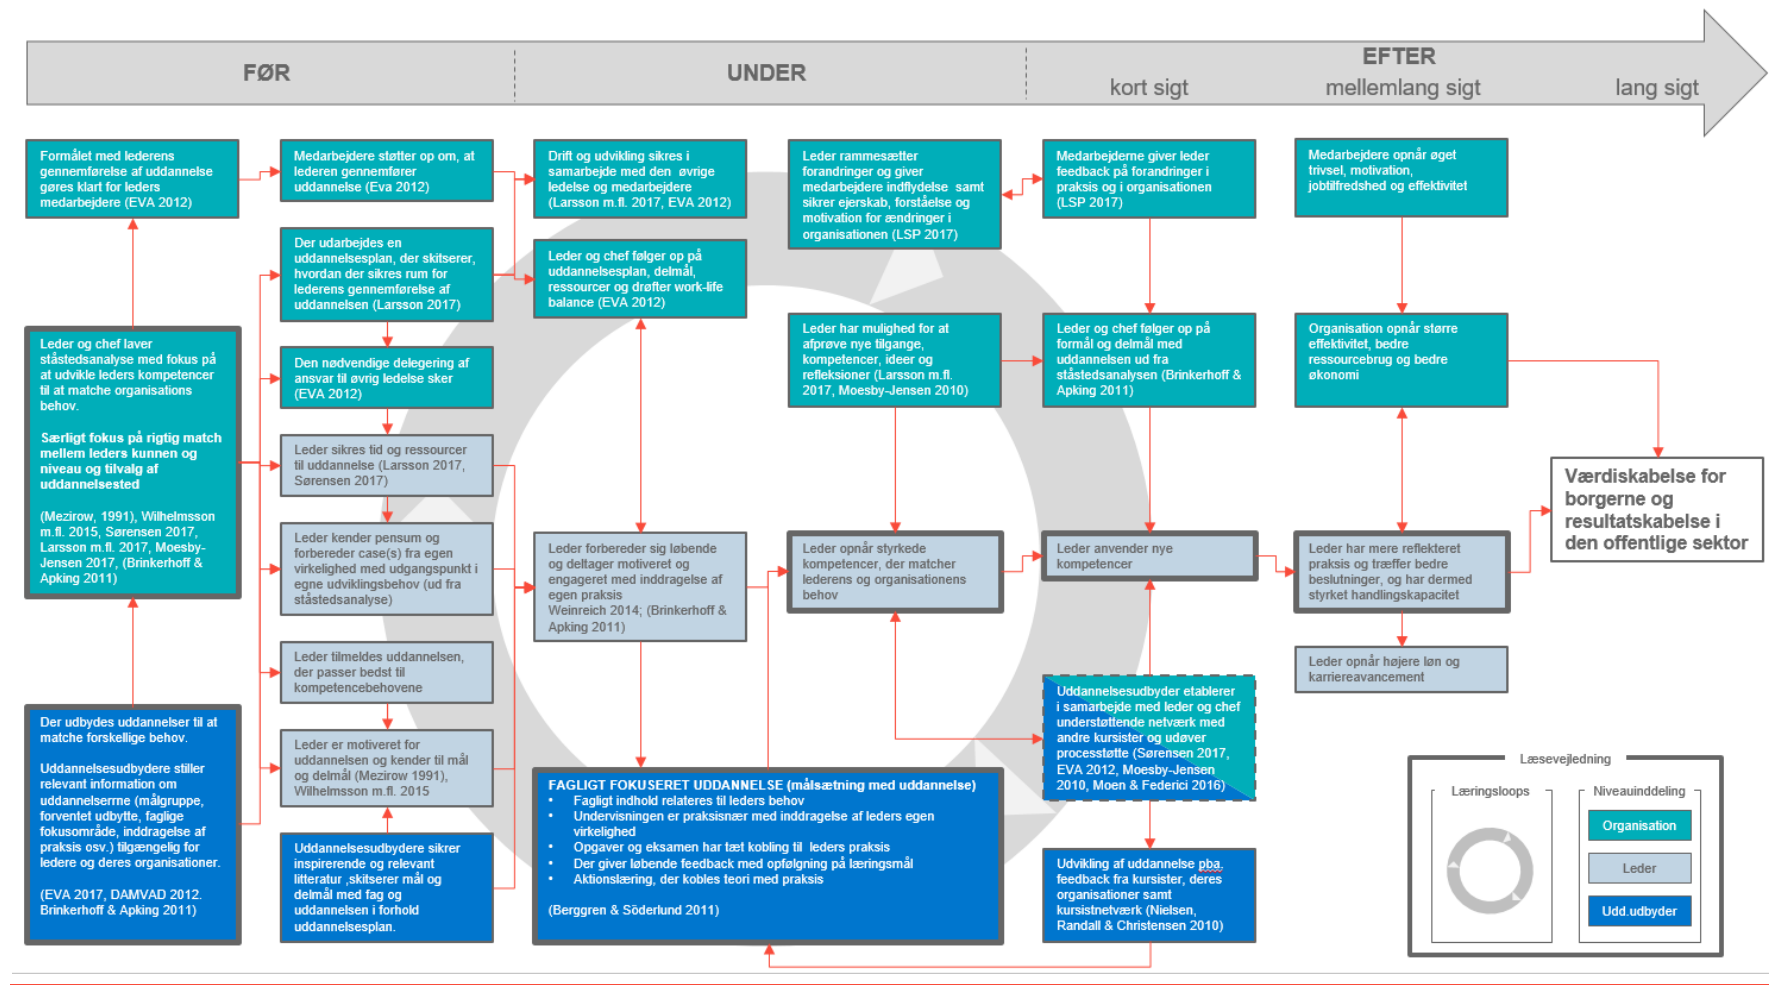 FØR
UNDER
EFTER
kort sigt
mellemlang sigt
lang sigt
Formålet med lederens
gennemførelse af uddannelse
gøres klart for leders
medarbejdere (EVA 2012)
Leder og chef laver
ståstedsanalyse med fokus på
at udvikle leders kompetencer
til at matche organisations
behov.
Særligt fokus på rigtig match
mellem leders kunnen og
niveau og tilvalg af
uddannelsested
(Mezirow, 1991), Wilhelmsson
m.fl. 2015, Sørensen 2017,
Larsson m.fl. 2017, Moesby-
Jensen 2017, (Brinkerhoff &
Apking 2011)
Der udbydes uddannelser til at
matche forskellige behov.
Uddannelsesudbydere stiller
relevant information om
uddannelserrne (målgruppe,
forventet udbytte, faglige
fokusområde, inddragelse af
praksis osv.) tilgængelig for
ledere og deres organisationer.
(EVA 2017, DAMVAD 2012.
Brinkerhoff & Apking 2011)
Medarbejdere støtter op om, at
lederen gennemfører
uddannelse (Eva 2012)
Der udarbejdes en
uddannelsesplan, der skitserer,
hvordan der sikres rum for
lederens gennemførelse af
uddannelsen (Larsson 2017)
Den nødvendige delegering af
ansvar til øvrig ledelse sker
(EVA 2012)
Leder sikres tid og ressourcer
til uddannelse (Larsson 2017,
Sørensen 2017)
Leder kender pensum og
forbereder case(s) fra egen
virkelighed med udgangspunkt i
egne udviklingsbehov (ud fra
ståstedsanalyse)
Leder tilmeldes uddannelsen,
der passer bedst til
kompetencebehovene
Leder er motiveret for
uddannelsen og kender til mål
og delmål (Mezirow 1991),
Wilhelmsson m.fl. 2015
Uddannelsesudbydere sikrer
inspirerende og relevant
litteratur ,skitserer mål og
delmål med fag og
uddannelsen i forhold
uddannelsesplan.
Drift og udvikling sikres i
samarbejde med den øvrige
ledelse og medarbejdere
(Larsson m.fl. 2017, EVA 2012)
Leder og chef følger op på
uddannelsesplan, delmål,
ressourcer og drøfter work-life
balance (EVA 2012)
Leder forbereder sig løbende
og deltager motiveret og
engageret med inddragelse af
egen praksis
Weinreich 2014; (Brinkerhoff &
Apking 2011)
FAGLIGT FOKUSERET UDDANNELSE (målsætning med uddannelse)
• Fagligt indhold relateres til leders behov
• Undervisningen er praksisnær med inddragelse af leders egen
virkelighed
• Opgaver og eksamen har tæt kobling til leders praksis
• Der giver løbende feedback med opfølgning på læringsmål
• Aktionslæring, der kobles teori med praksis
(Berggren & Söderlund 2011)
Leder rammesætter
forandringer og giver
medarbejdere indflydelse samt
sikrer ejerskab, forståelse og
motivation for ændringer i
organisationen (LSP 2017)
Leder har mulighed for at
afprøve nye tilgange,
kompetencer, ideer og
refleksioner (Larsson m.fl.
2017, Moesby-Jensen 2010)
Leder opnår styrkede
kompetencer, der matcher
lederens og organisationens
behov
Medarbejderne giver leder
feedback på forandringer i
praksis og i organisationen
(LSP 2017)
Leder og chef følger op på
formål og delmål med
uddannelsen ud fra
ståstedsanalysen (Brinkerhoff &
Apking 2011)
Leder anvender nye
kompetencer
Uddannelsesudbyder etablerer
i samarbejde med leder og chef
understøttende netværk med
andre kursister og udøver
processtøtte (Sørensen 2017,
EVA 2012, Moesby-Jensen
2010, Moen & Federici 2016)
Udvikling af uddannelse pba.
feedback fra kursister, deres
organisationer samt
kursistnetværk (Nielsen,
Randall & Christensen 2010)
Medarbejdere opnår øget
trivsel, motivation,
jobtilfredshed og effektivitet
Organisation opnår større
effektivitet, bedre
ressourcebrug og bedre
økonomi
Leder har mere reflekteret
praksis og træffer bedre
beslutninger, og har dermed
styrket handlingskapacitet
Leder opnår højere løn og
karriereavancement
Værdiskabelse for
borgerne og
resultatskabelse i
den offentlige sektor
Læsevejledning
Læringsloops
Niveauinddeling
Organisation
Leder
Udd.udbyder